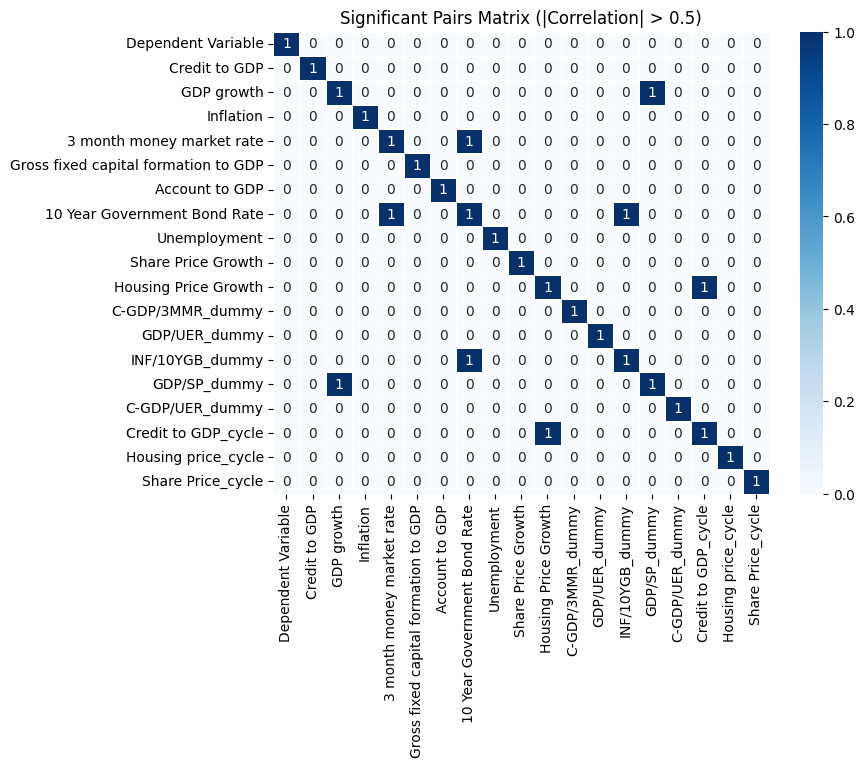 Significant Pairs Matrix (|Correlation| > 0.5)
Dependent Variable 1 0 0 0 0 0 0 0 0 0 0 0 0 0 0 0 0 0 0
Credit to GDP 0 1 0 0 0 0 0 0 0 0 0 0 0 0 0 0 0 0 0
GDP growth 0 0 1 0 0 0 0 0 0 0 0 0 0 0 1 0 0 0 0
Inflation 0 0 0 1 0 0 0 0 0 0 0 0 0 0 0 0 0 0 0
3 month money market rate 0 0 0 0 1 0 0 1 0 0 0 0 0 0 0 0 0 0 0
Gross fixed capital formation to GDP 0 0 0 0 0 1 0 0 0 0 0 0 0 0 0 0 0 0 0
Account to GDP 0 0 0 0 0 0 1 0 0 0 0 0 0 0 0 0 0 0 0
10 Year Government Bond Rate 0 0 0 0 1 0 0 1 0 0 0 0 0 1 0 0 0 0 0
Unemployment 0 0 0 0 0 0 0 0 1 0 0 0 0 0 0 0 0 0 0
Share Price Growth 0 0 0 0 0 0 0 0 0 1 0 0 0 0 0 0 0 0 0
Housing Price Growth 0 0 0 0 0 0 0 0 0 0 1 0 0 0 0 0 1 0 0
C-GDP/3MMR_dummy 0 0 0 0 0 0 0 0 0 0 0 1 0 0 0 0 0 0 0
GDP/UER_dummy 0 0 0 0 0 0 0 0 0 0 0 0 1 0 0 0 0 0 0
INF/10YGB_dummy 0 0 0 0 0 0 0 1 0 0 0 0 0 1 0 0 0 0 0
GDP/SP_dummy 0 0 1 0 0 0 0 0 0 0 0 0 0 0 1 0 0 0 0
C-GDP/UER_dummy 0 0 0 0 0 0 0 0 0 0 0 0 0 0 0 1 0 0 0
Credit to GDP_cycle 0 0 0 0 0 0 0 0 0 0 1 0 0 0 0 0 1 0 0
Housing price_cycle 0 0 0 0 0 0 0 0 0 0 0 0 0 0 0 0 0 1 0
Share Price_cycle 0 0 0 0 0 0 0 0 0 0 0 0 0 0 0 0 0 0 1
Dependent Variable
Credit to GDP
GDP growth
Inflation
3 month money market rate
Gross fixed capital formation to GDP
Account to GDP
10 Year Government Bond Rate
Unemployment
Share Price Growth
Housing Price Growth
C-GDP/3MMR_dummy
GDP/UER_dummy
INF/10YGB_dummy
GDP/SP_dummy
C-GDP/UER_dummy
Credit to GDP_cycle
Housing price_cycle
Share Price_cycle
1.0
0.8
0.6
0.4
0.2
0.0